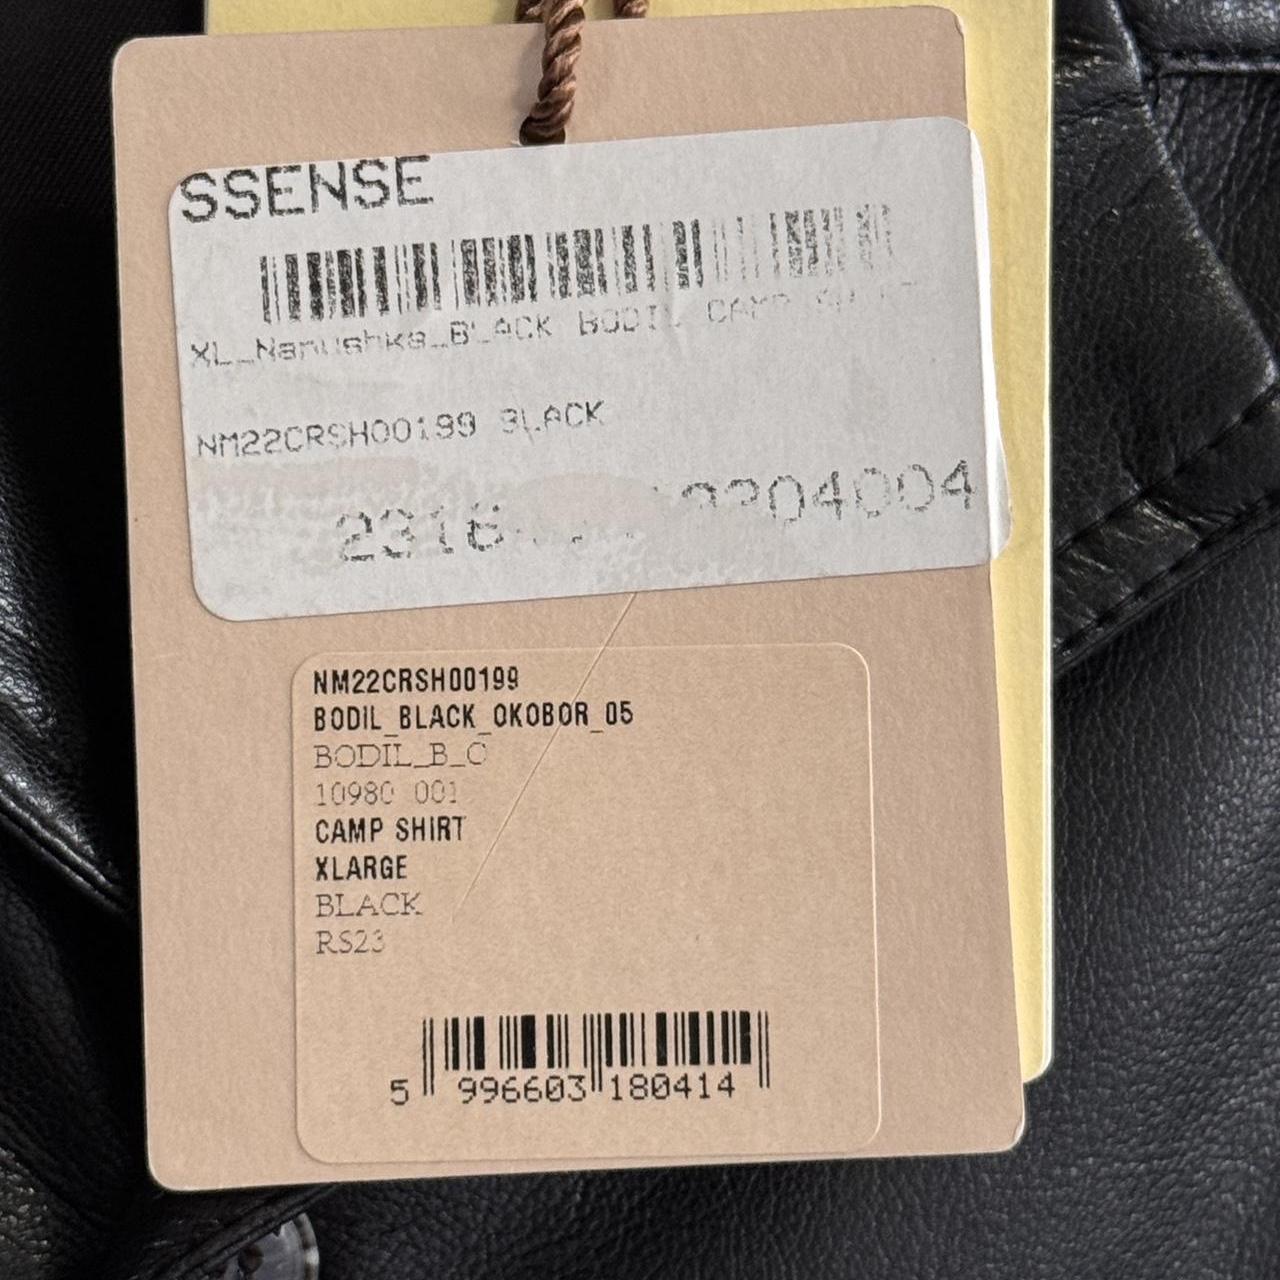 SSENSE
XL_Nanushka_BLACK BODIL CAMP
NM22CRSH00199 BLACK
2316 204004
NM22CRSH00199
BODIL_BLACK_OKOBOR_05
BODIL_B_O
10980 001
CAMP SHIRT
XLARGE
BLACK
RS23
5 996603 180414